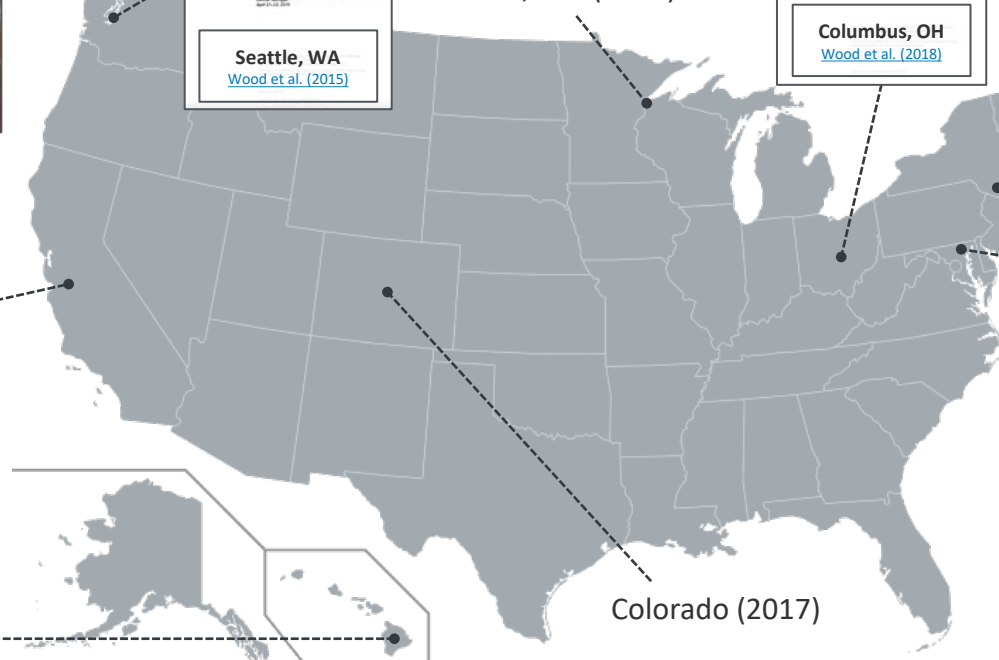 Seattle, WA
Wood et al. (2015)
Columbus, OH
Wood et al. (2018)
Colorado (2017)